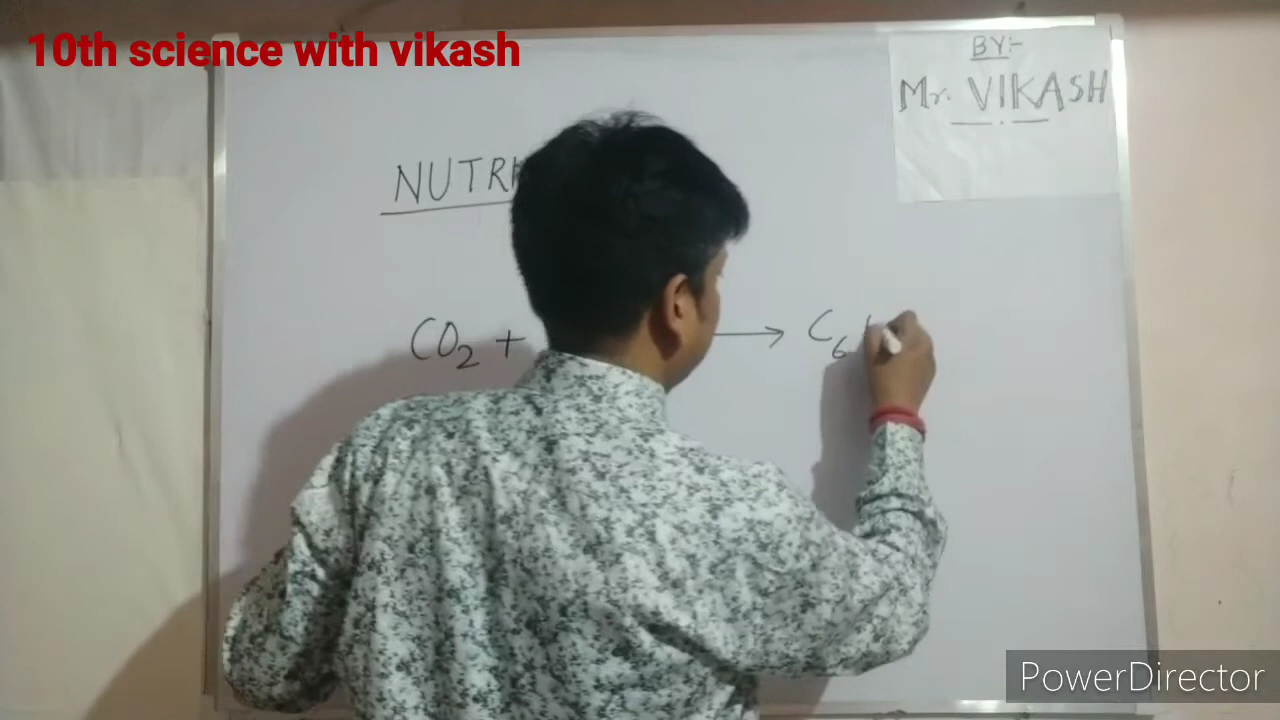 10th science with vikash
BY:-
Mr. VIKASH
NUTR
CO2 +
→ C6
PowerDirector